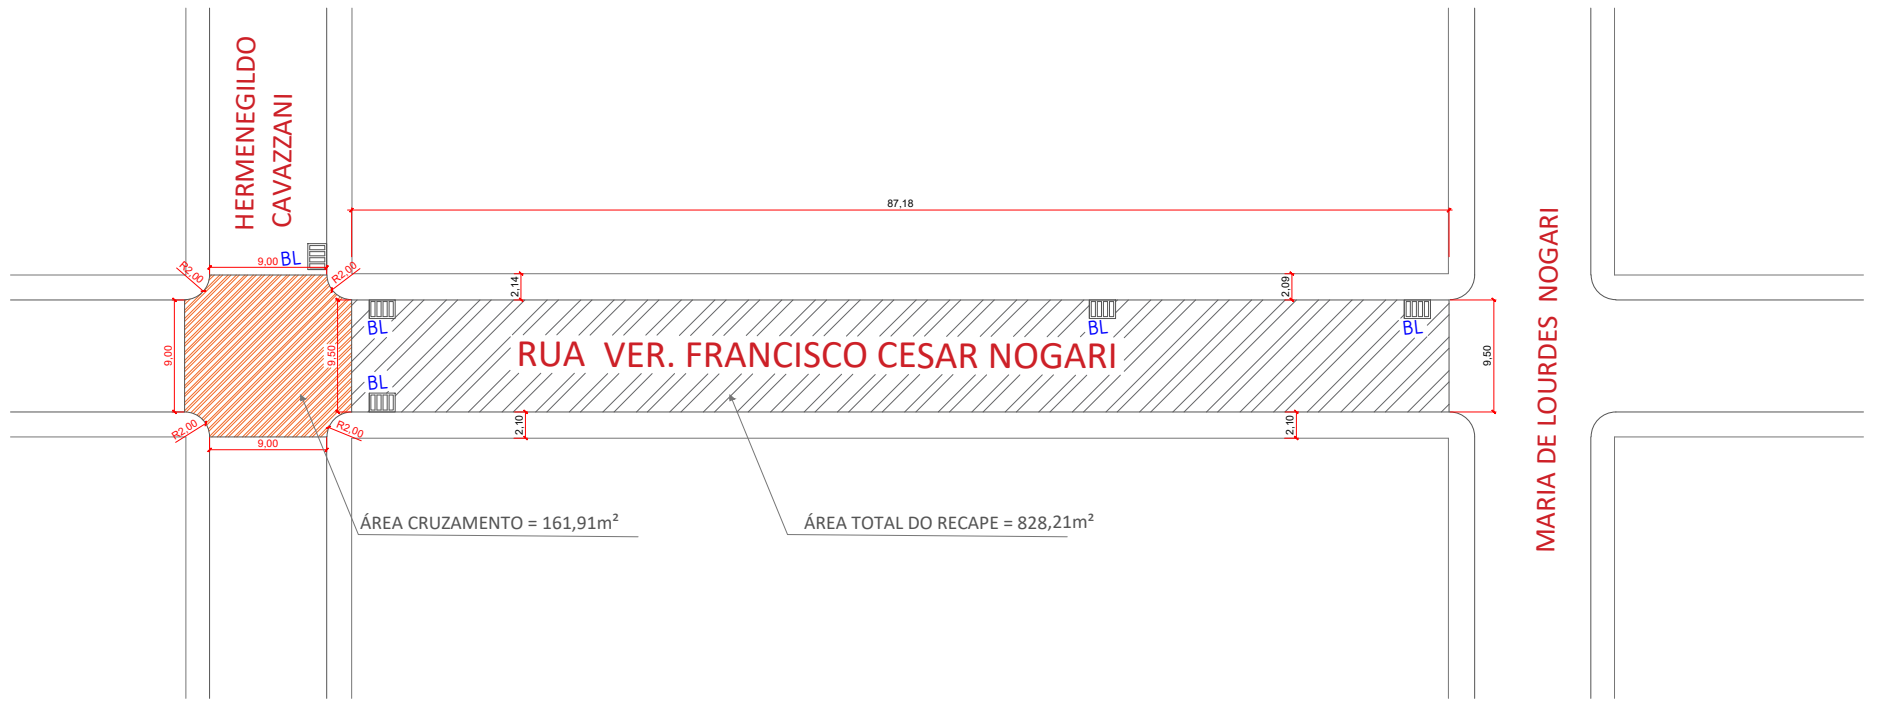 HERMENEGILDO
CAVAZZANI
87,18
9,00
BL
R2,00
R2,00
2,14
2,09
BL
BL
BL
9,00
9,50
RUA VER. FRANCISCO CESAR NOGARI
9,50
MARIA DE LOURDES NOGARI
BL
R2,00
R2,00
9,00
2,10
2,10
ÁREA CRUZAMENTO = 161,91m²
ÁREA TOTAL DO RECAPE = 828,21m²